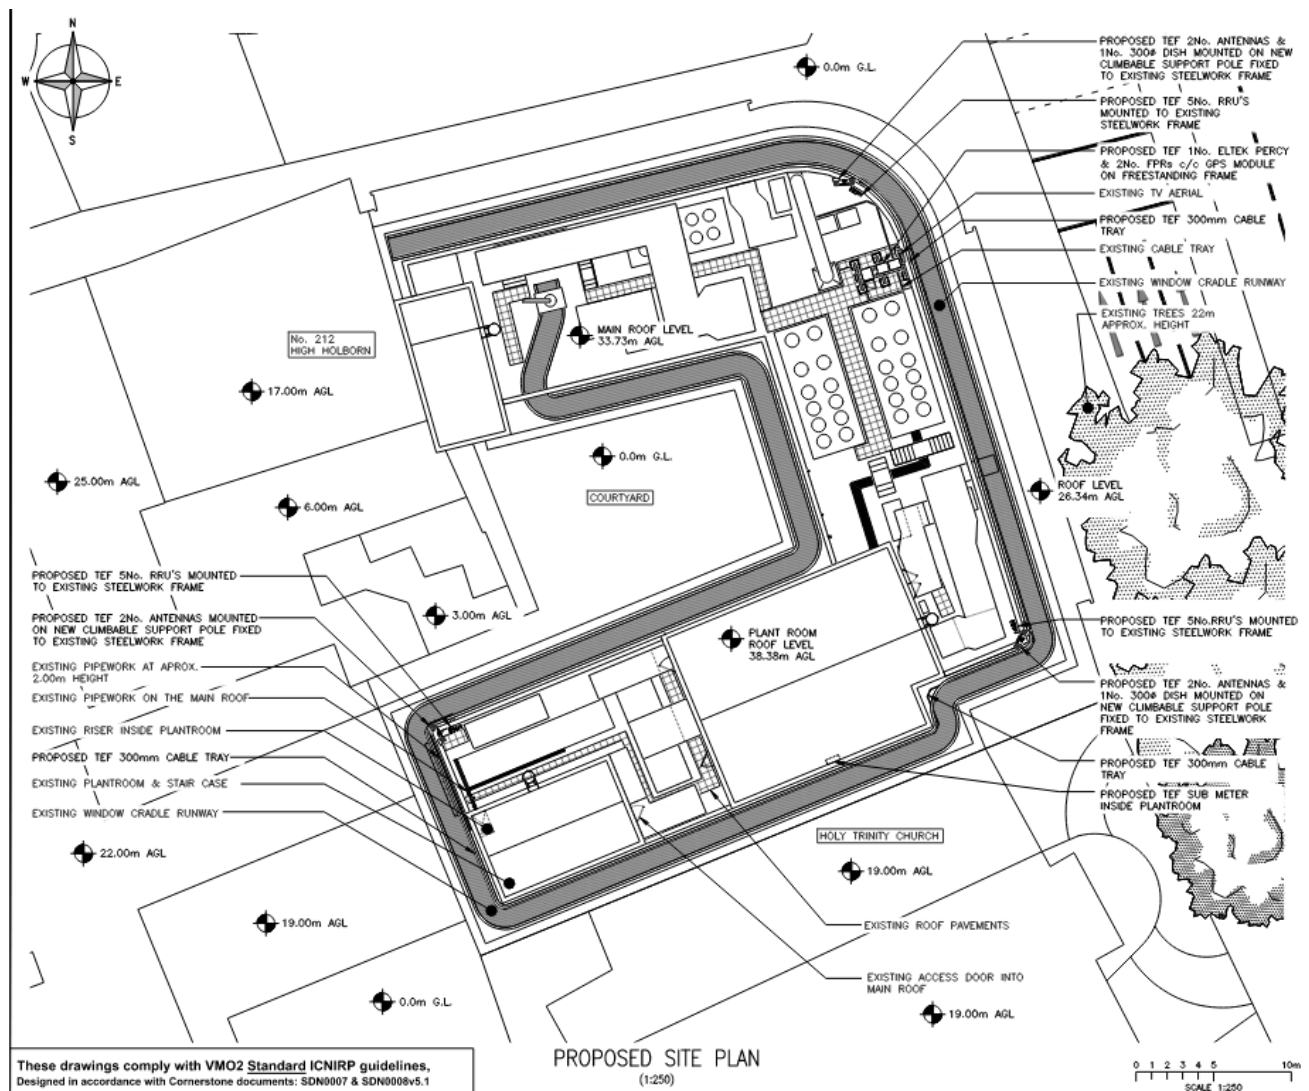 N
W
E
S
0.0m G.L.
PROPOSED TEF 2No. ANTENNAS &
1No. 300ø DISH MOUNTED ON NEW
CLIMBABLE SUPPORT POLE FIXED
TO EXISTING STEELWORK FRAME
PROPOSED TEF 5No. RRU'S
MOUNTED TO EXISTING
STEELWORK FRAME
PROPOSED TEF 1No. ELTEK PERCY
& 2No. FPRs c/c GPS MODULE
ON FREESTANDING FRAME
EXISTING TV AERIAL
PROPOSED TEF 300mm CABLE
TRAY
EXISTING CABLE TRAY
EXISTING WINDOW CRADLE RUNWAY
EXISTING TREES 22m
APPROX. HEIGHT
No. 212
HIGH HOLBORN
MAIN ROOF LEVEL
33.73m AGL
17.00m AGL
0.0m G.L.
25.00m AGL
COURTYARD
6.00m AGL
ROOF LEVEL
26.34m AGL
PROPOSED TEF 5No. RRU'S MOUNTED
TO EXISTING STEELWORK FRAME
PROPOSED TEF 2No. ANTENNAS MOUNTED
ON NEW CLIMBABLE SUPPORT POLE FIXED
TO EXISTING STEELWORK FRAME
EXISTING PIPEWORK AT APROX.
2.00m HEIGHT
EXISTING PIPEWORK ON THE MAIN ROOF
EXISTING RISER INSIDE PLANTROOM
PROPOSED TEF 300mm CABLE TRAY
EXISTING PLANTROOM & STAIR CASE
EXISTING WINDOW CRADLE RUNWAY
3.00m AGL
PLANT ROOM
ROOF LEVEL
38.38m AGL
PROPOSED TEF 5No.RRU'S MOUNTED
TO EXISTING STEELWORK FRAME
PROPOSED TEF 2No. ANTENNAS &
1No. 300ø DISH MOUNTED ON
NEW CLIMBABLE SUPPORT POLE
FIXED TO EXISTING STEELWORK
FRAME
PROPOSED TEF 300mm CABLE
TRAY
PROPOSED TEF SUB METER
INSIDE PLANTROOM
HOLY TRINITY CHURCH
22.00m AGL
19.00m AGL
19.00m AGL
EXISTING ROOF PAVEMENTS
EXISTING ACCESS DOOR INTO
MAIN ROOF
0.0m G.L.
19.00m AGL
These drawings comply with VMO2 Standard ICNIRP guidelines,
Designed in accordance with Cornerstone documents: SDN0007 & SDN0008v5.1
PROPOSED SITE PLAN
(1:250)
0 1 2 3 4 5 10m
SCALE 1:250